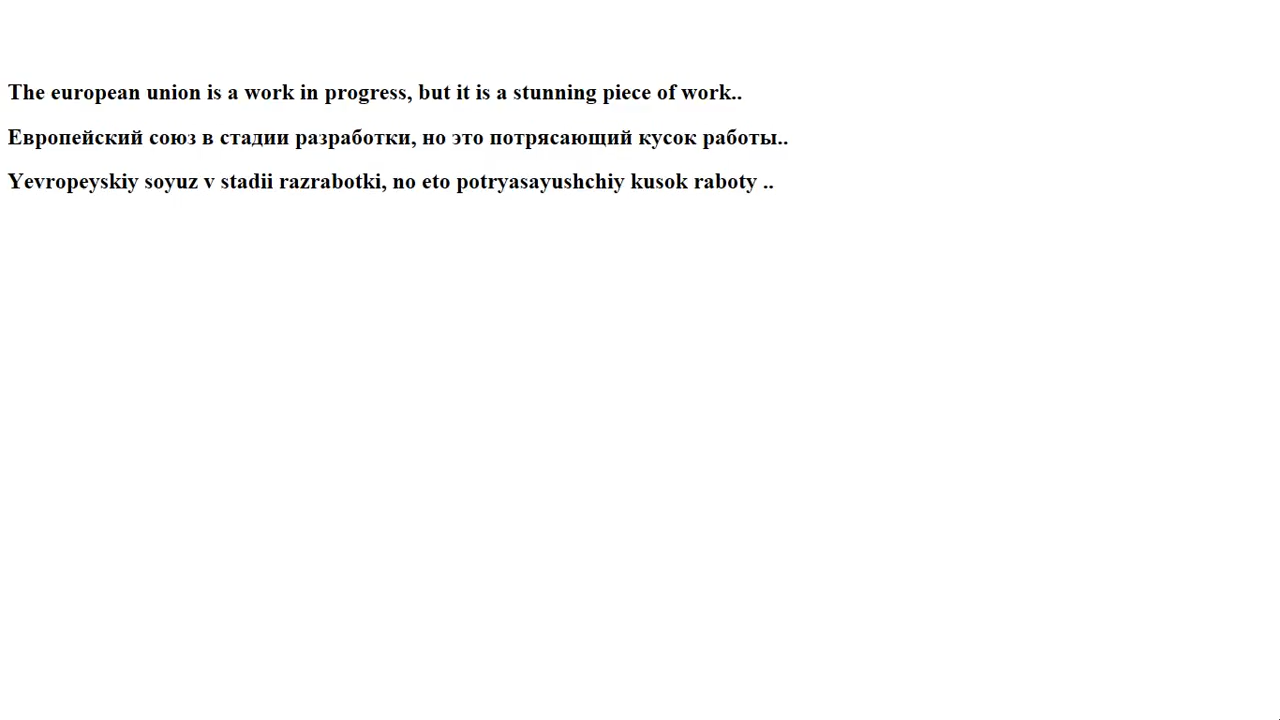 The european union is a work in progress, but it is a stunning piece of work..
Европейский союз в стадии разработки, но это потрясающий кусок работы..
Yevropeyskiy soyuz v stadii razrabotki, no eto potryasayushchiy kusok raboty ..